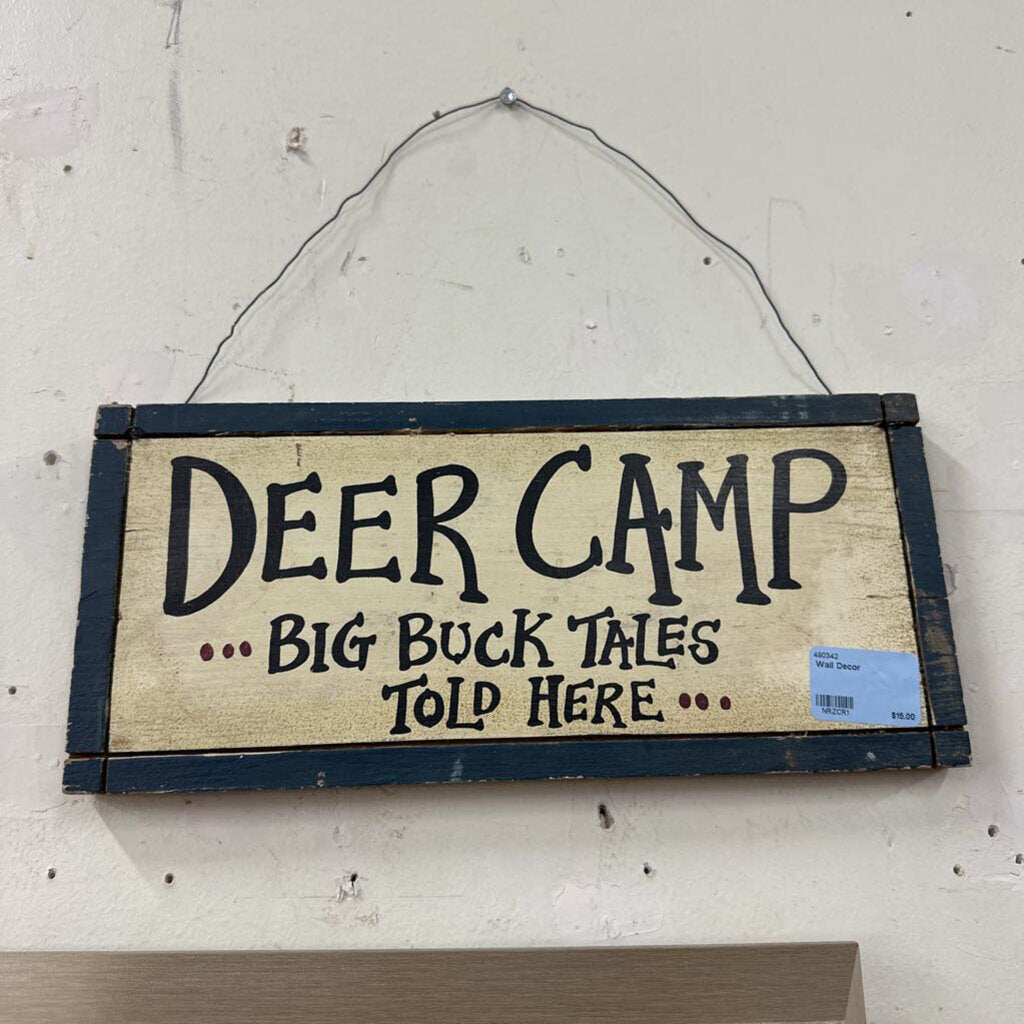 DEER CAMP
...BIG BUCK TALES
TOLD HERE...
490342
Wall Decor
NRZCR1
$15.00